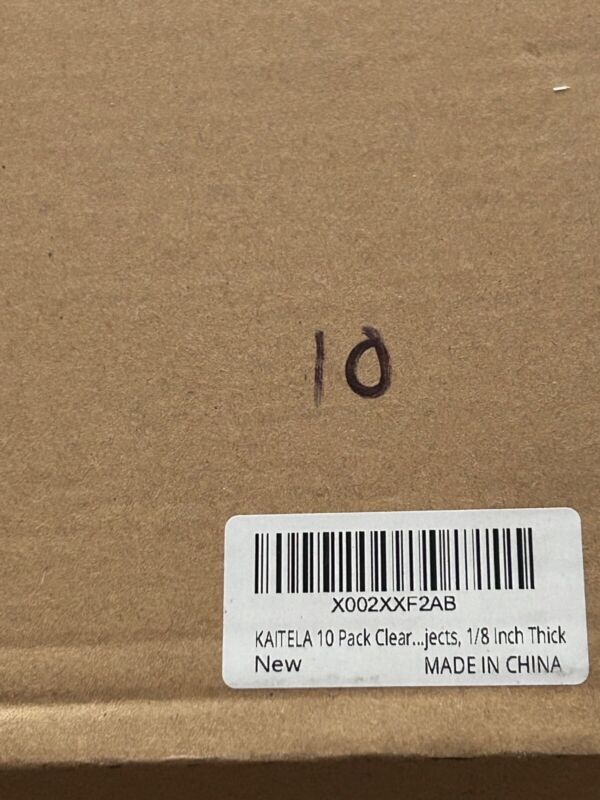 10
X002XXF2AB
KAITELA 10 Pack Clear...jects, 1/8 Inch Thick
New MADE IN CHINA